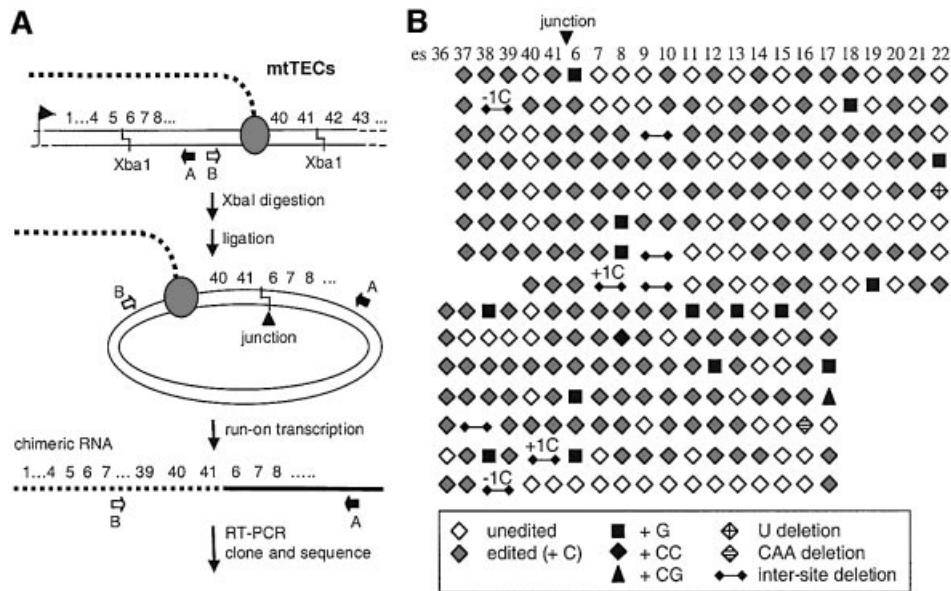 A
mtTECs
1...4 5 6 7 8... 40 41 42 43 ...
Xba1 Xba1
A B
XbaI digestion
ligation
40 41 6 7 8 ...
B A
junction
run-on transcription
chimeric RNA
1...4 5 6 7 ... 39 40 41 6 7 8 .....
B A
RT-PCR
clone and sequence
B
junction
es 36 37 38 39 40 41 6 7 8 9 10 11 12 13 14 15 16 17 18 19 20 21 22
-1C
+1C
+1C
-1C
unedited + G U deletion
edited (+ C) + CC CAA deletion
+ CG inter-site deletion